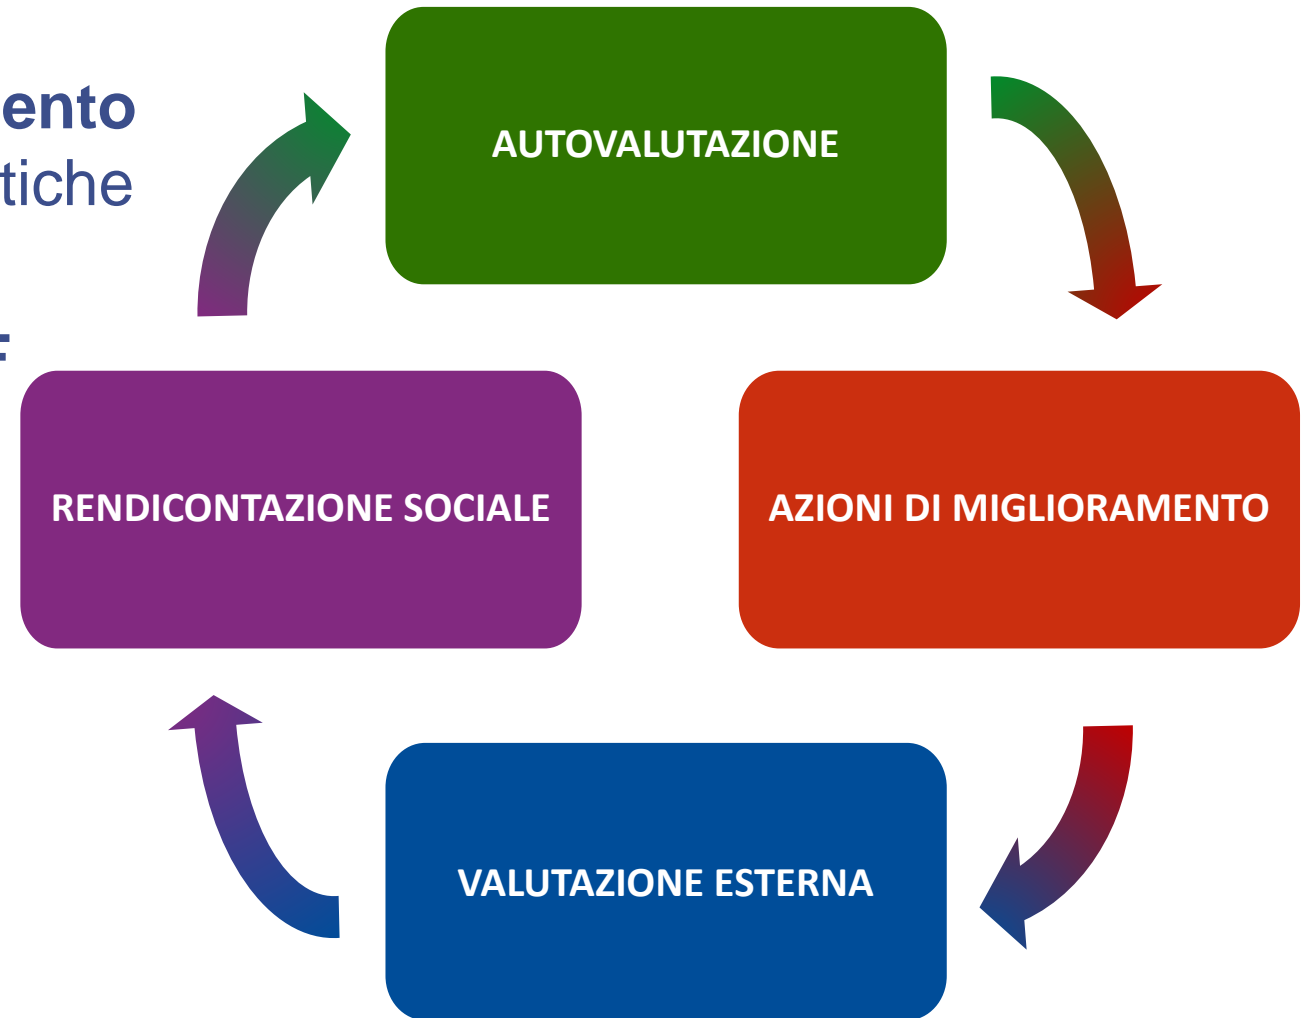 ento
AUTOVALUTAZIONE
tiche
RENDICONTAZIONE SOCIALE
AZIONI DI MIGLIORAMENTO
VALUTAZIONE ESTERNA